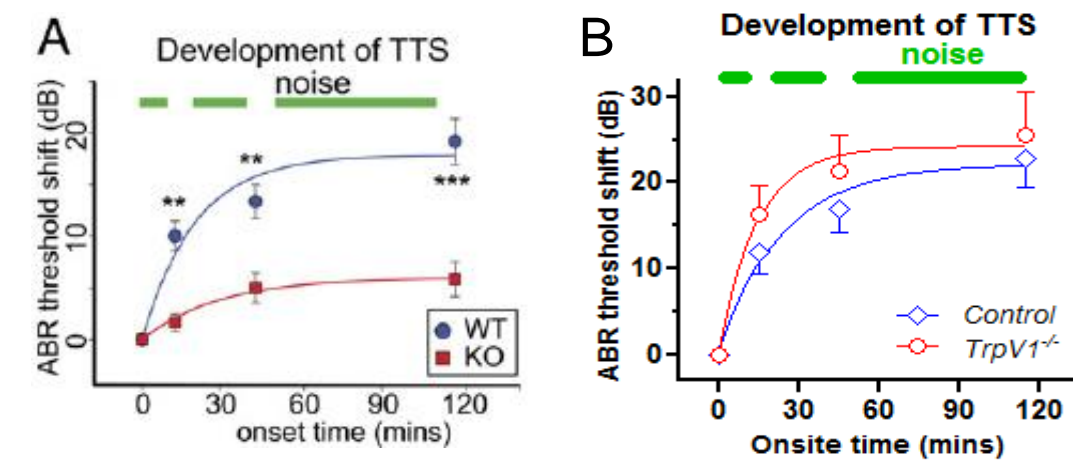 A
Development of TTS
noise
ABR threshold shift (dB)
20
10
0
**
**
***
WT
KO
0 30 60 90 120
onset time (mins)
B
Development of TTS
noise
ABR threshold shift (dB)
30
20
10
0
Control
TrpV1-/-
0 30 60 90 120
Onsite time (mins)